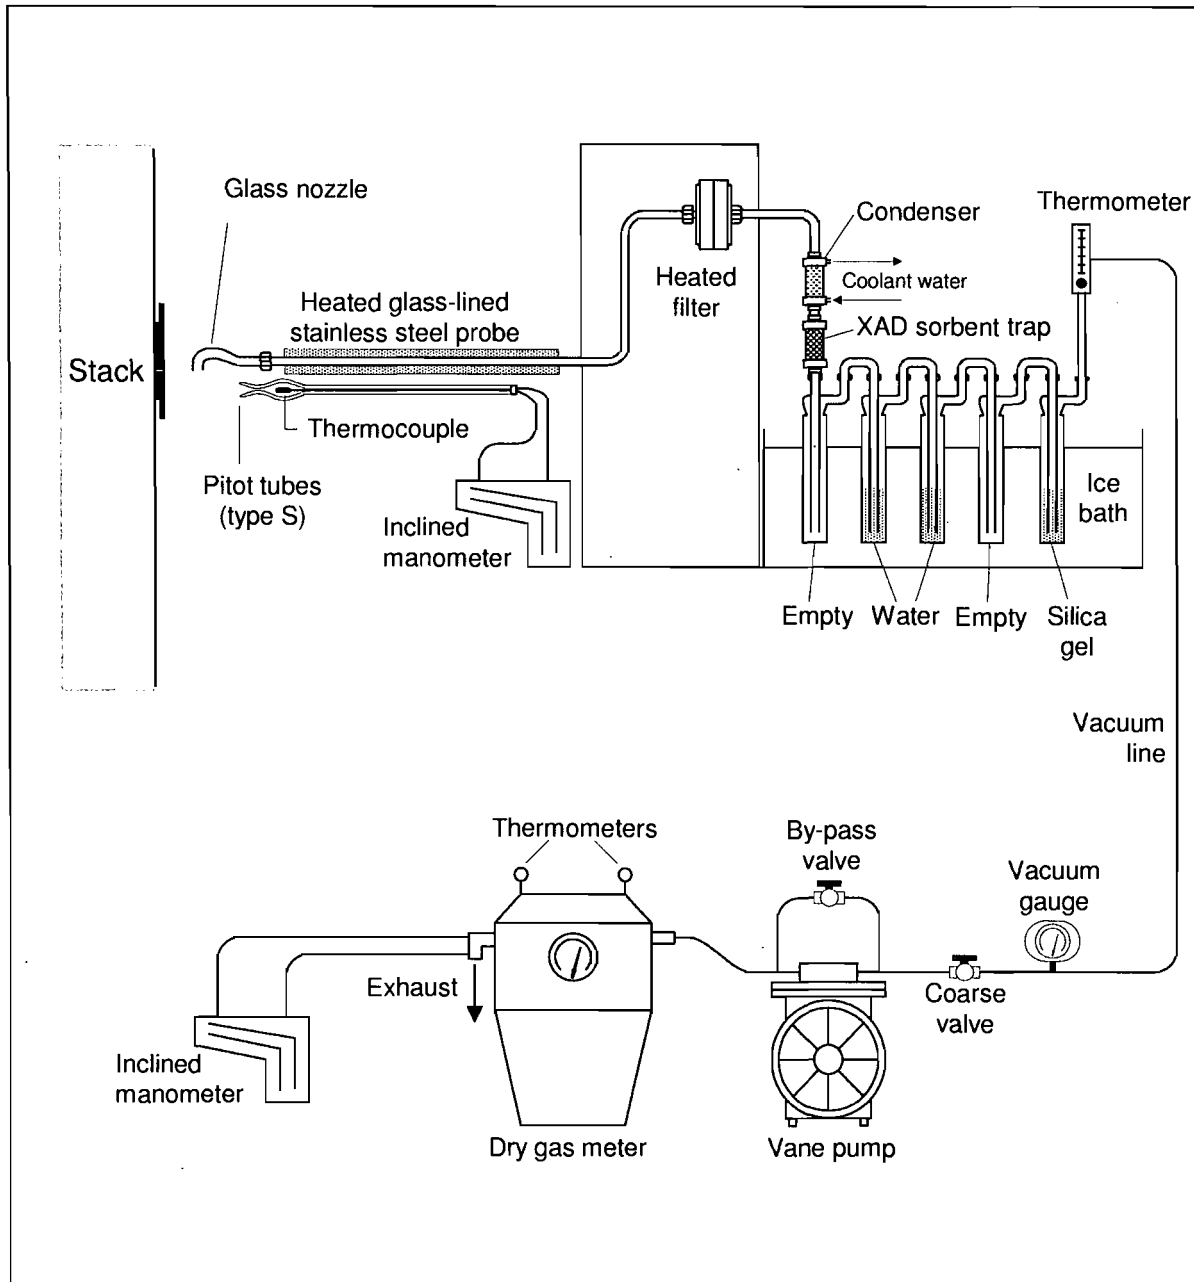 Glass nozzle
Thermometer
Condenser
Coolant water
Heated
filter
Heated glass-lined
stainless steel probe
XAD sorbent trap
Stack
Thermocouple
Pitot tubes
(type S)
Inclined
manometer
Ice
bath
Empty
Water
Empty
Silica
gel
Vacuum
line
Thermometers
By-pass
valve
Vacuum
gauge
Exhaust
Coarse
valve
Inclined
manometer
Dry gas meter
Vane pump